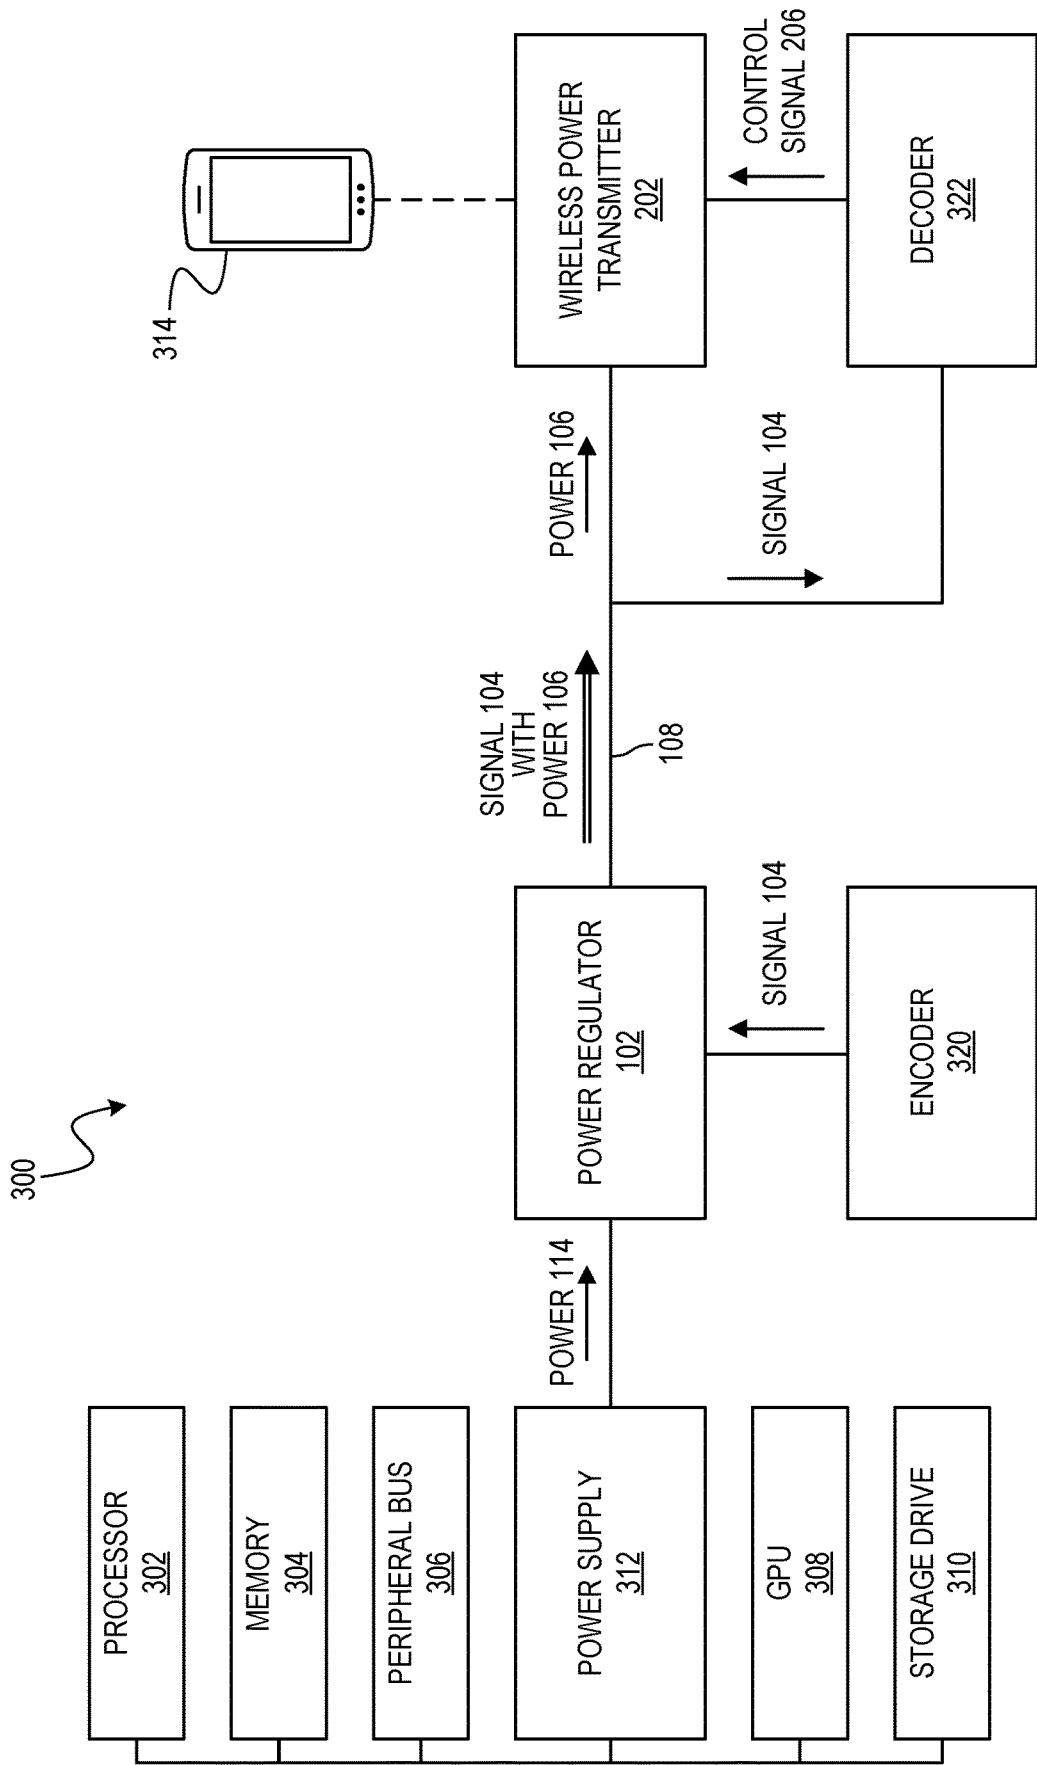 300
PROCESSOR
302
MEMORY
304
PERIPHERAL BUS
306
POWER SUPPLY
312
GPU
308
STORAGE DRIVE
310
POWER 114
POWER REGULATOR
102
SIGNAL 104
ENCODER
320
SIGNAL 104
WITH
POWER 106
108
POWER 106
SIGNAL 104
314
WIRELESS POWER
TRANSMITTER
202
CONTROL
SIGNAL 206
DECODER
322